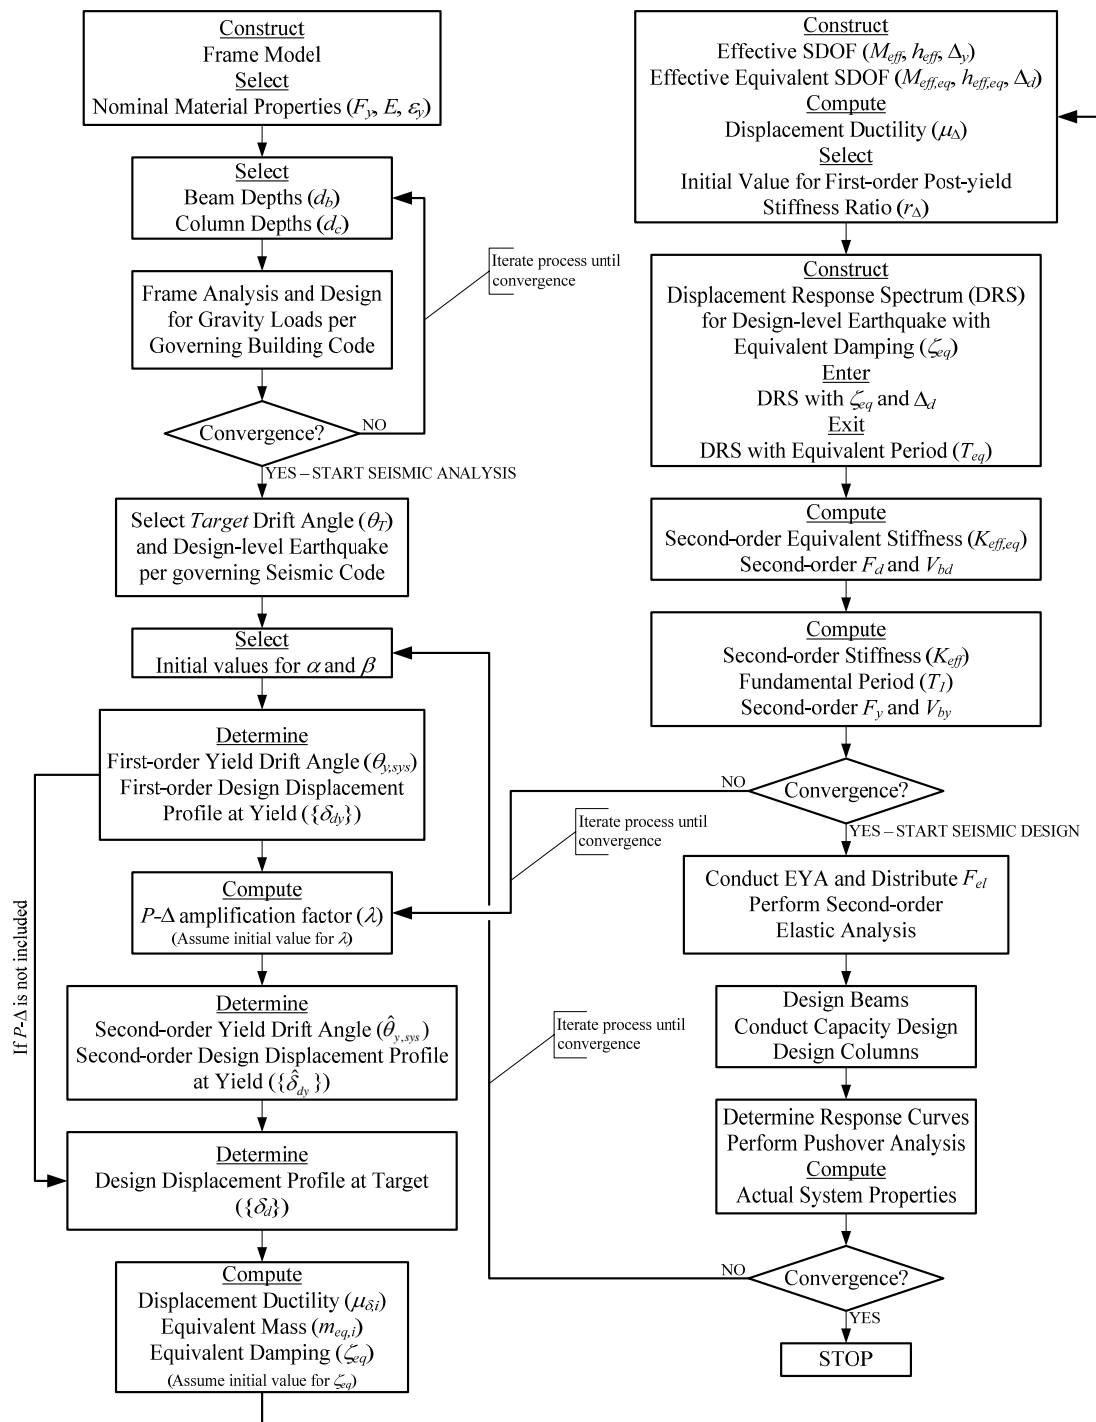 Construct
Frame Model
Select
Nominal Material Properties (Fy, E, εy)
Select
Beam Depths (db)
Column Depths (dc)
Iterate process until
convergence
Frame Analysis and Design
for Gravity Loads per
Governing Building Code
Convergence?
NO
YES – START SEISMIC ANALYSIS
Select Target Drift Angle (θT)
and Design-level Earthquake
per governing Seismic Code
Select
Initial values for α and β
Determine
First-order Yield Drift Angle (θy,sys)
First-order Design Displacement
Profile at Yield ({δdy})
If P-Δ is not included
Compute
P-Δ amplification factor (λ)
(Assume initial value for λ)
Determine
Second-order Yield Drift Angle (θ̂y,sys)
Second-order Design Displacement Profile
at Yield ({δ̂dy})
Determine
Design Displacement Profile at Target
({δd})
Compute
Displacement Ductility (μδ,i)
Equivalent Mass (meq,i)
Equivalent Damping (ζeq)
(Assume initial value for ζeq)
Construct
Effective SDOF (Meff, heff, Δy)
Effective Equivalent SDOF (Meff,eq, heff,eq, Δd)
Compute
Displacement Ductility (μΔ)
Select
Initial Value for First-order Post-yield
Stiffness Ratio (rΔ)
Construct
Displacement Response Spectrum (DRS)
for Design-level Earthquake with
Equivalent Damping (ζeq)
Enter
DRS with ζeq and Δd
Exit
DRS with Equivalent Period (Teq)
Compute
Second-order Equivalent Stiffness (Keff,eq)
Second-order Fd and Vbd
Compute
Second-order Stiffness (Keff)
Fundamental Period (T1)
Second-order Fy and Vby
Convergence?
NO
Iterate process until
convergence
YES – START SEISMIC DESIGN
Conduct EYA and Distribute Fel
Perform Second-order
Elastic Analysis
Design Beams
Conduct Capacity Design
Design Columns
Iterate process until
convergence
Determine Response Curves
Perform Pushover Analysis
Compute
Actual System Properties
Convergence?
NO
YES
STOP